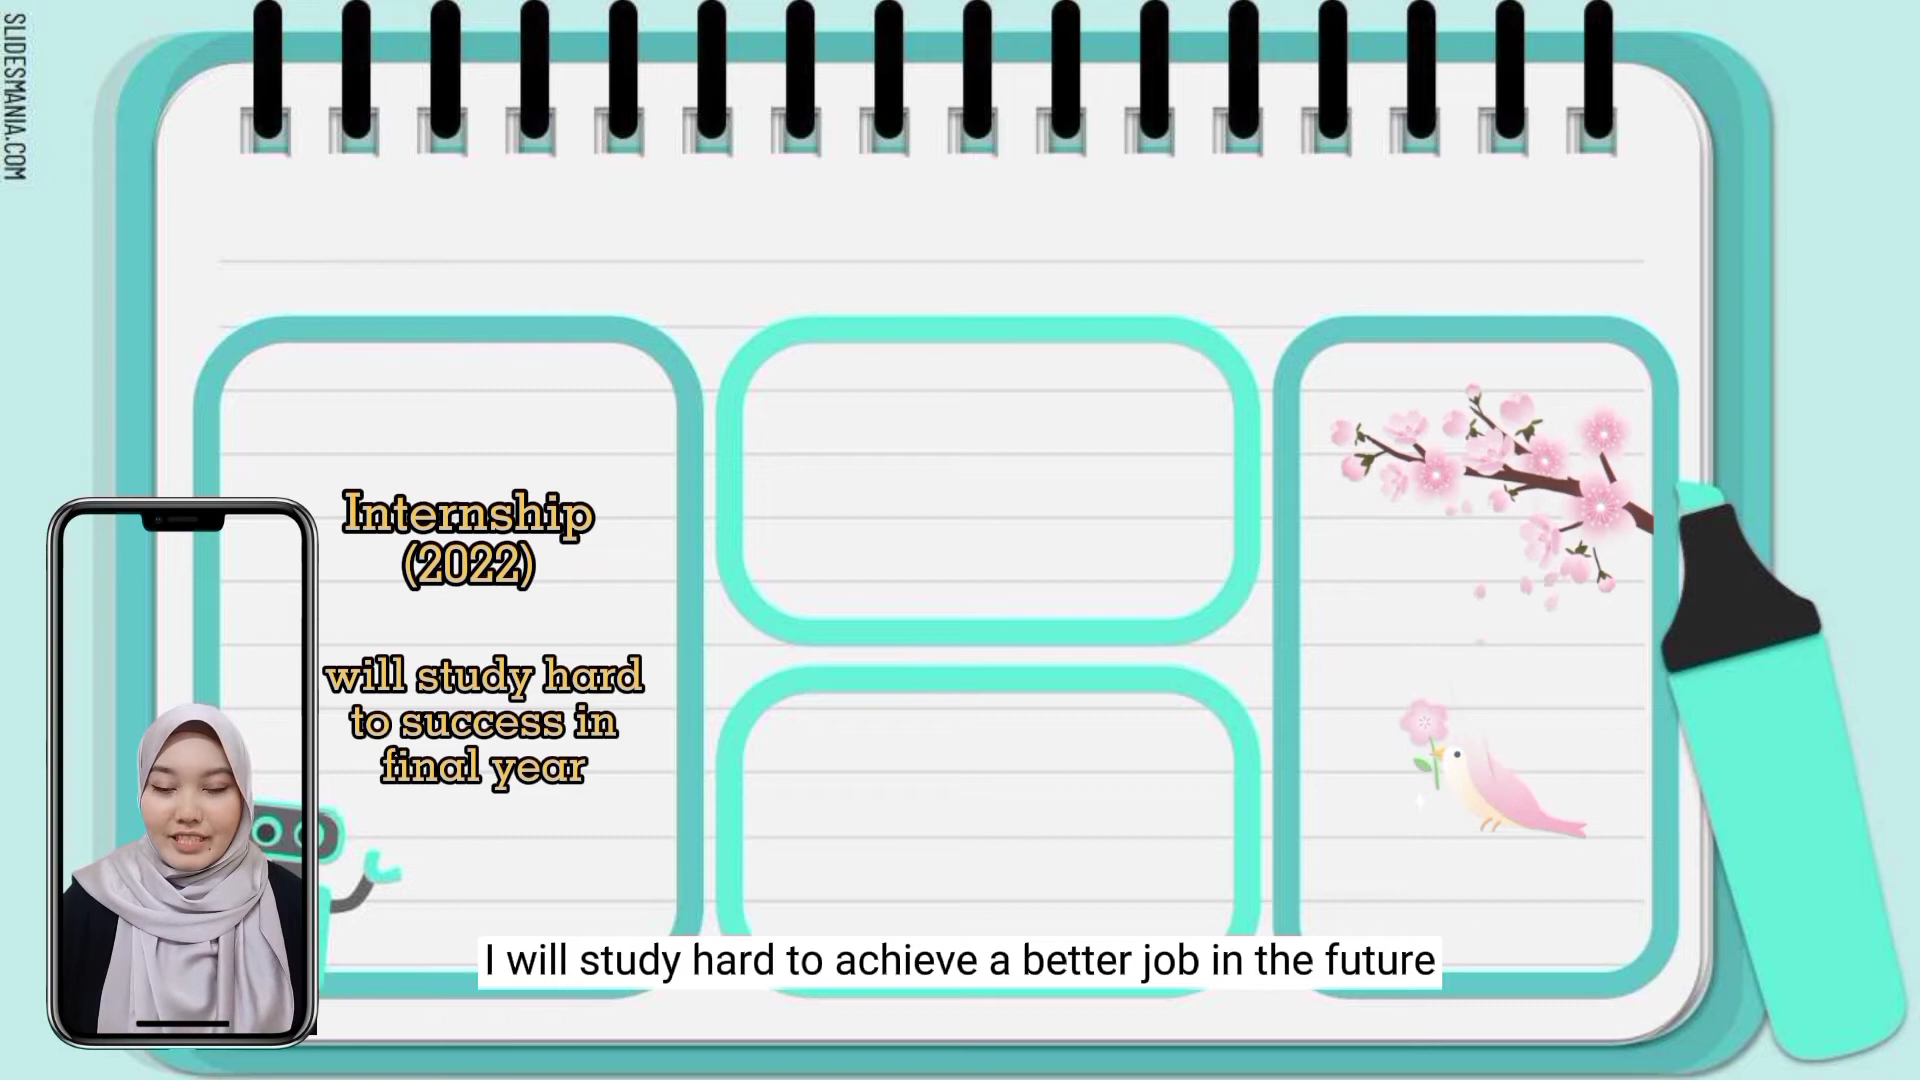 SLIDESMANIA.COM
Internship
(2022)
will study hard
to success in
final year
I will study hard to achieve a better job in the future